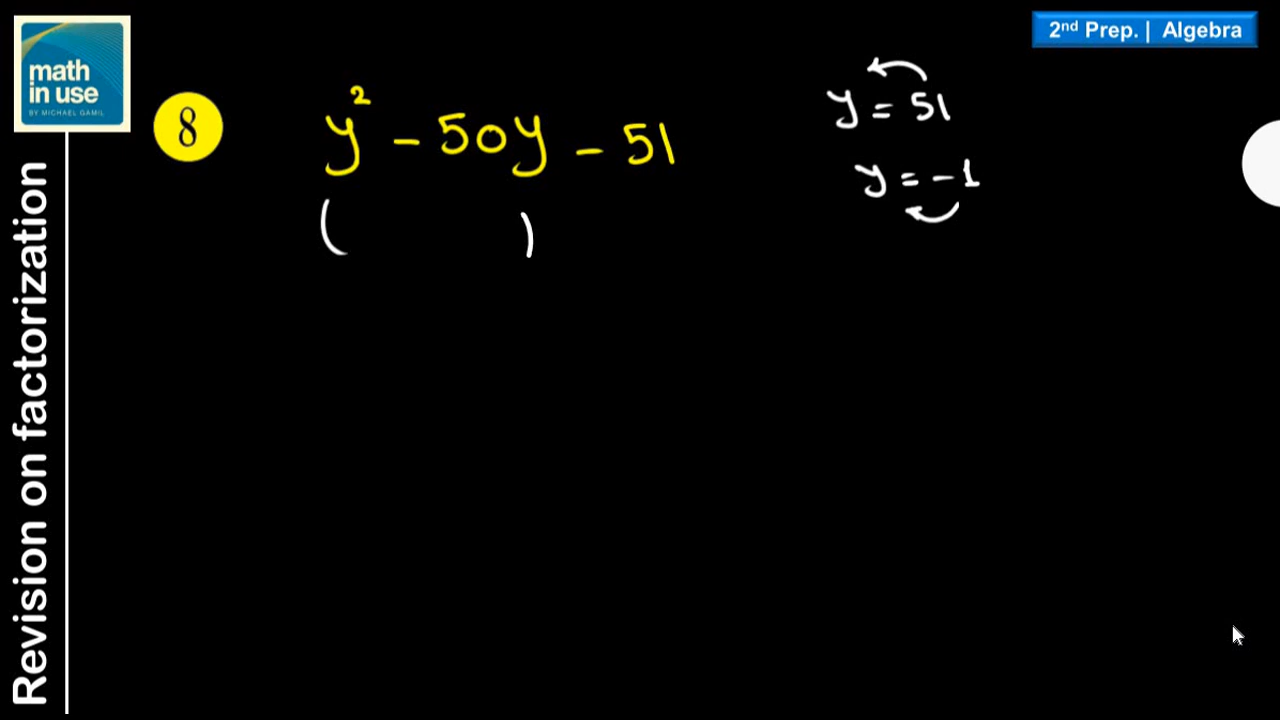 math
in use
BY MICHAEL GAMIL
2nd Prep. | Algebra
Revision on factorization
8
y² - 50y - 51
( )
y = 51
y = -1